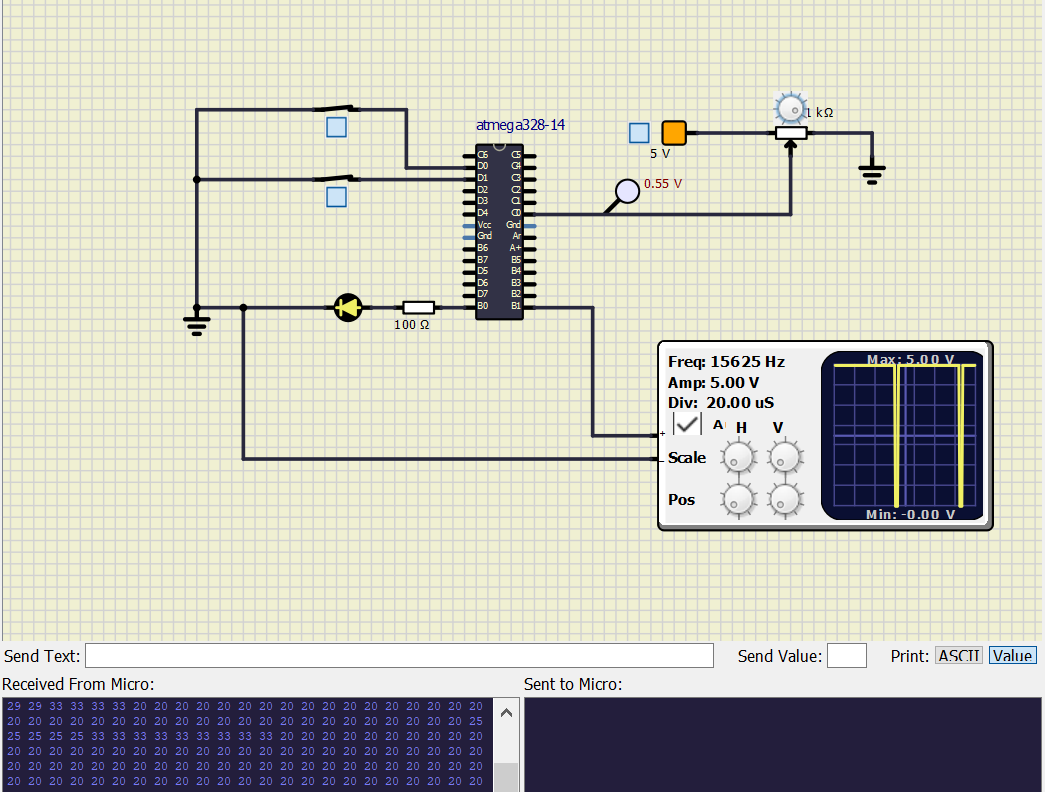 atmega328-14
1 kΩ
5 V
0.55 V
C6 C5
D0 C4
D1 C3
D2 C2
D3 C1
D4 C0
Vcc Gnd
Gnd Ar
B6 A+
B7 B5
D5 B4
D6 B3
D7 B2
B0 B1
100 Ω
Freq: 15625 Hz
Amp: 5.00 V
Div: 20.00 uS
A H V
+
-
Scale
Pos
Max: 5.00 V
Min: -0.00 V
Send Text: Send Value: Print: ASCII Value
Received From Micro: Sent to Micro:
29 29 33 33 33 33 20 20 20 20 20 20 20 20 20 20 20 20 20 20 20 20 20
20 20 20 20 20 20 20 20 20 20 20 20 20 20 20 20 20 20 20 20 20 20 25
25 25 25 25 33 33 33 33 33 33 33 33 33 20 20 20 20 20 20 20 20 20 20
20 20 20 20 20 20 20 20 20 20 20 20 20 20 20 20 20 20 20 20 20 20 20
20 20 20 20 20 20 20 20 20 20 20 20 20 20 20 20 20 20 20 20 20 20 20
20 20 20 20 20 20 20 20 20 20 20 20 20 20 20 20 20 20 20 20 20 20 20